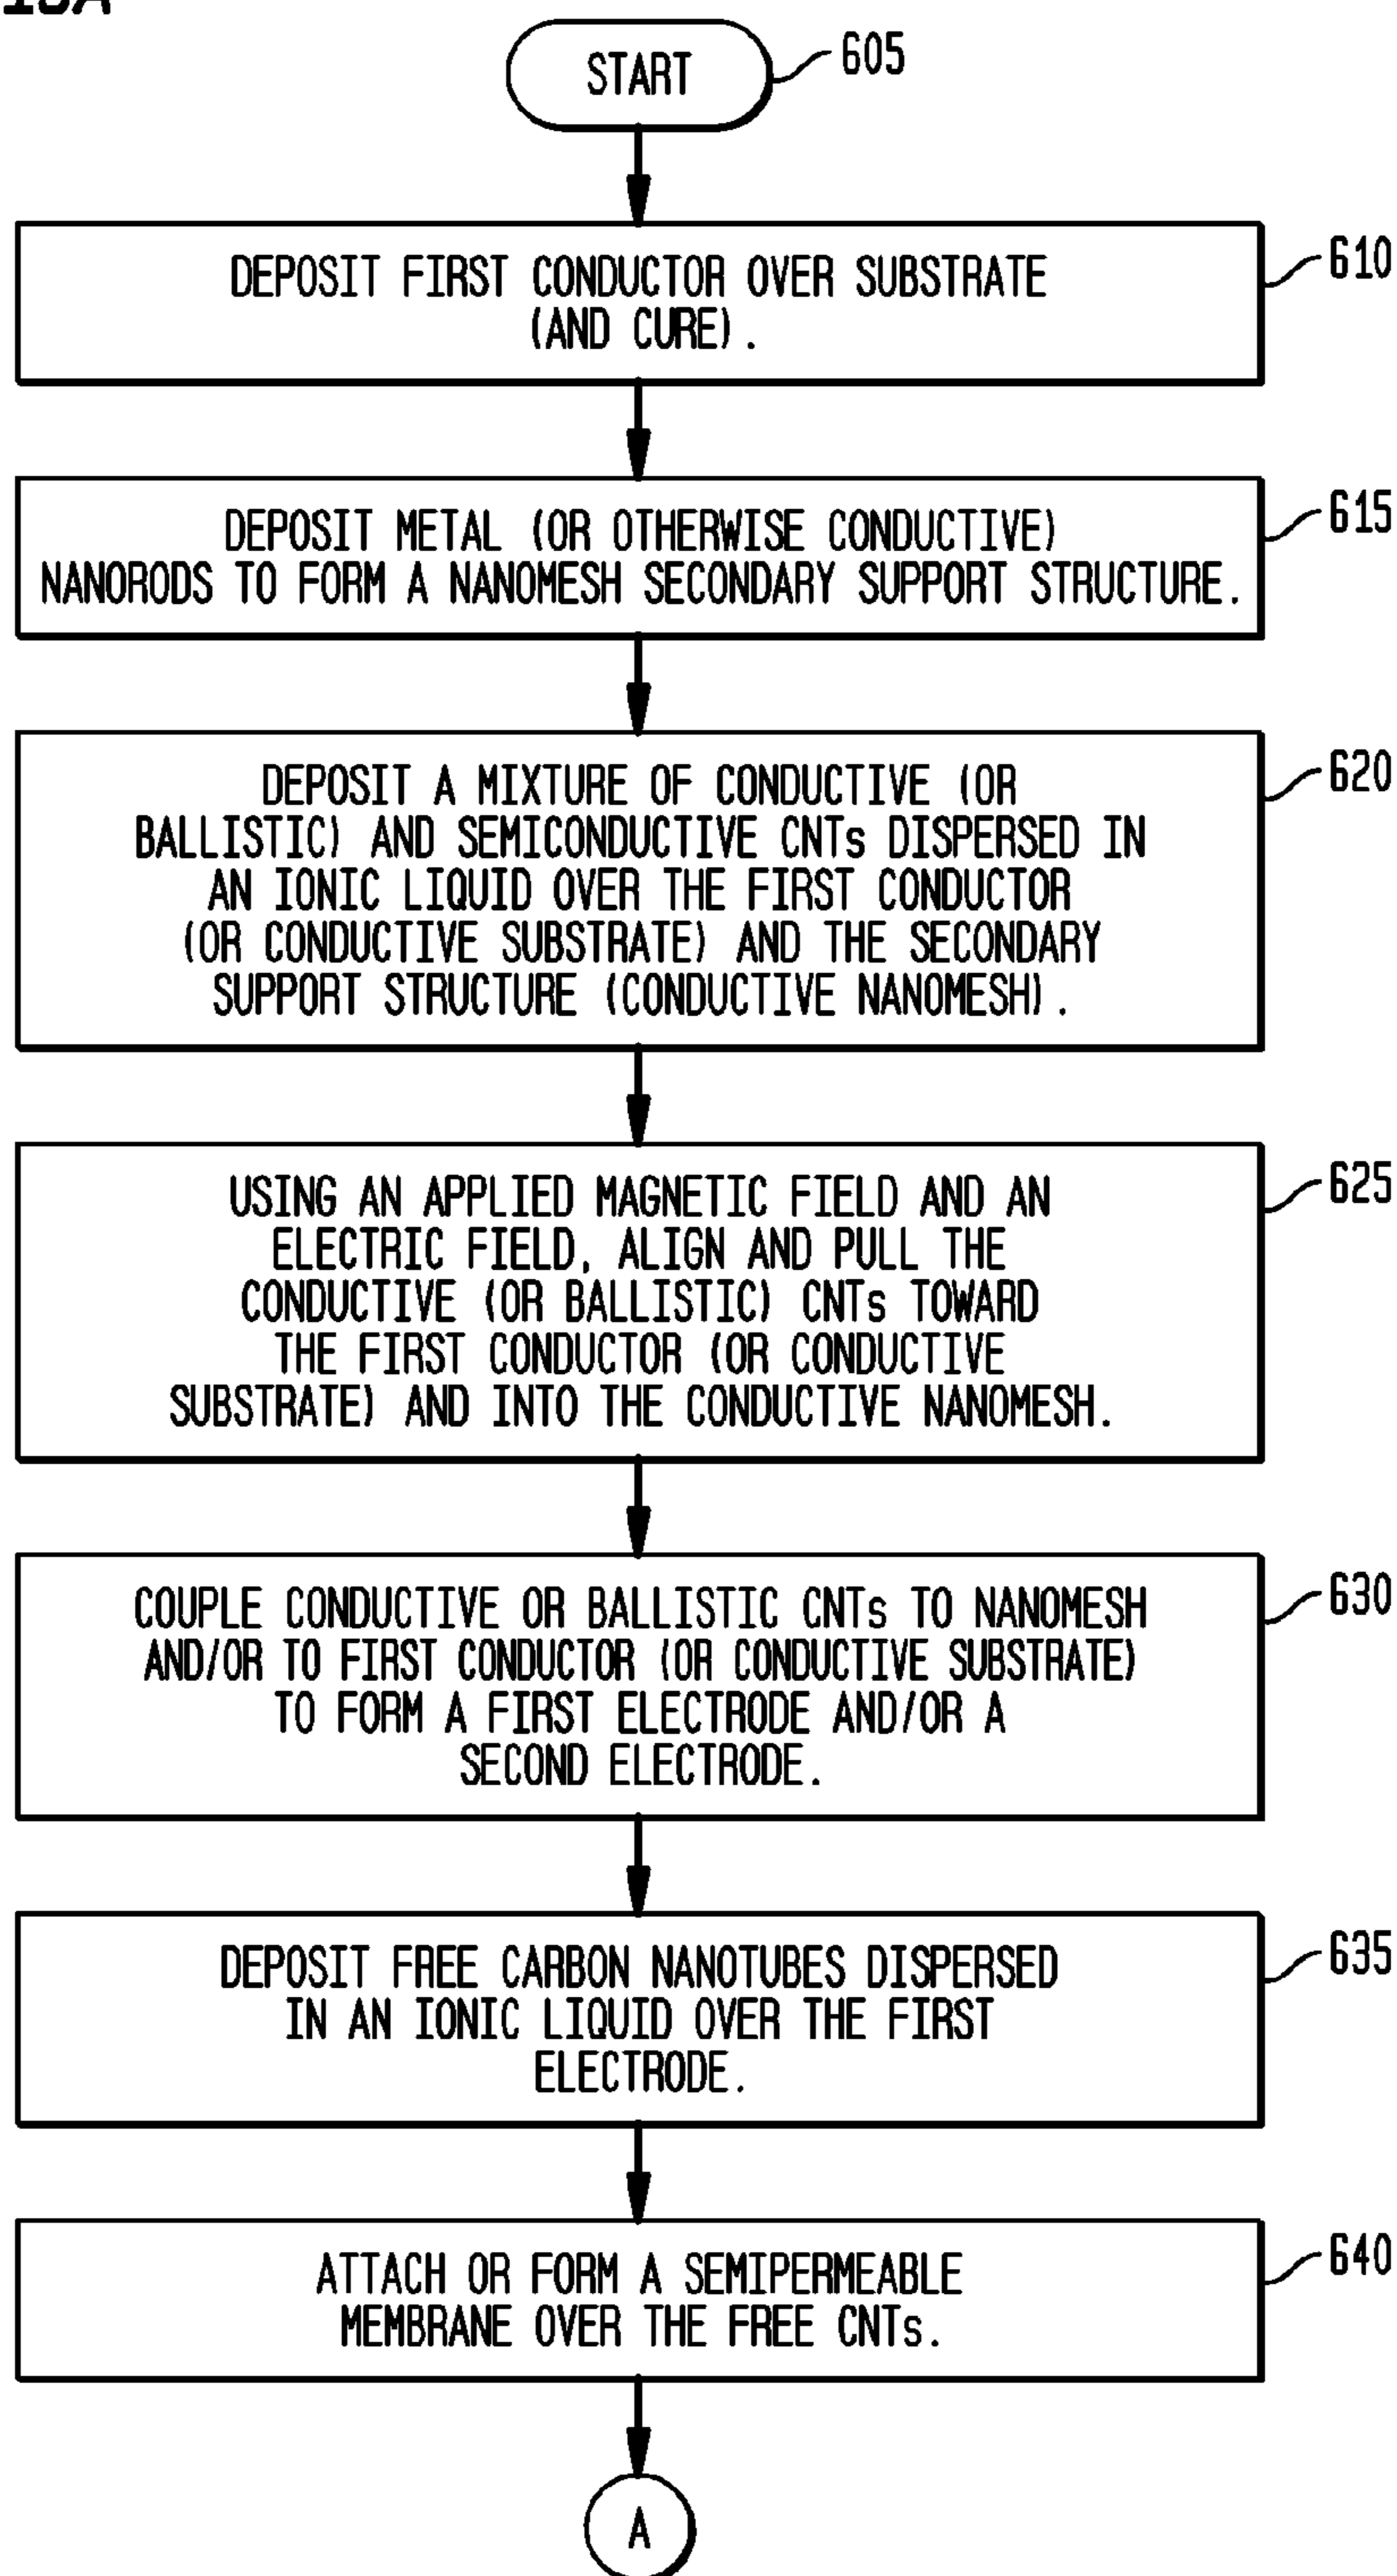 START
605
DEPOSIT FIRST CONDUCTOR OVER SUBSTRATE
(AND CURE).
610
DEPOSIT METAL (OR OTHERWISE CONDUCTIVE)
NANORODS TO FORM A NANOMESH SECONDARY SUPPORT STRUCTURE.
615
DEPOSIT A MIXTURE OF CONDUCTIVE (OR
BALLISTIC) AND SEMICONDUCTIVE CNTs DISPERSED IN
AN IONIC LIQUID OVER THE FIRST CONDUCTOR
(OR CONDUCTIVE SUBSTRATE) AND THE SECONDARY
SUPPORT STRUCTURE (CONDUCTIVE NANOMESH).
620
USING AN APPLIED MAGNETIC FIELD AND AN
ELECTRIC FIELD, ALIGN AND PULL THE
CONDUCTIVE (OR BALLISTIC) CNTs TOWARD
THE FIRST CONDUCTOR (OR CONDUCTIVE
SUBSTRATE) AND INTO THE CONDUCTIVE NANOMESH.
625
COUPLE CONDUCTIVE OR BALLISTIC CNTs TO NANOMESH
AND/OR TO FIRST CONDUCTOR (OR CONDUCTIVE SUBSTRATE)
TO FORM A FIRST ELECTRODE AND/OR A
SECOND ELECTRODE.
630
DEPOSIT FREE CARBON NANOTUBES DISPERSED
IN AN IONIC LIQUID OVER THE FIRST
ELECTRODE.
635
ATTACH OR FORM A SEMIPERMEABLE
MEMBRANE OVER THE FREE CNTs.
640
A